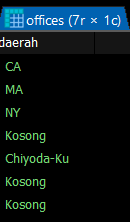 offices (7r × 1c)
daerah
CA
MA
NY
Kosong
Chiyoda-Ku
Kosong
Kosong